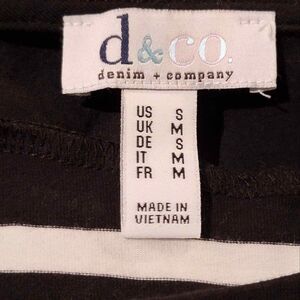 d&co.
denim + company
US S
UK M
DE S
IT M
FR M
MADE IN
VIETNAM